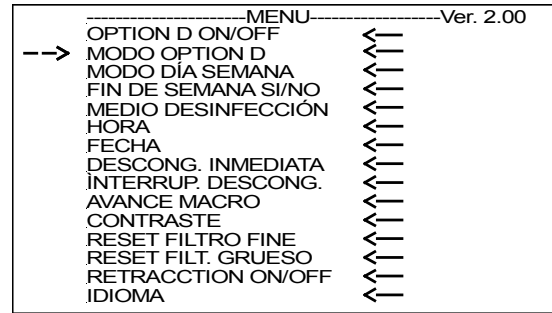 ----------------------MENU------------------Ver. 2.00
OPTION D ON/OFF
MODO OPTION D
MODO DÍA SEMANA
FIN DE SEMANA SI/NO
MEDIO DESINFECCIÓN
HORA
FECHA
DESCONG. INMEDIATA
INTERRUP. DESCONG.
AVANCE MACRO
CONTRASTE
RESET FILTRO FINE
RESET FILT. GRUESO
RETRACCTION ON/OFF
IDIOMA